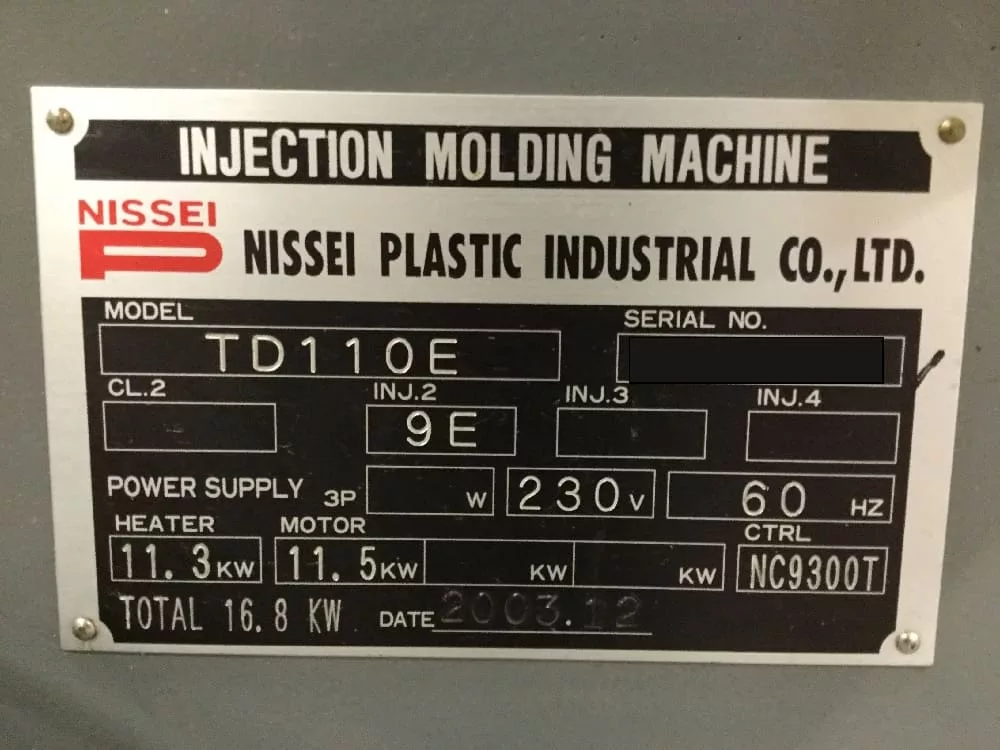 INJECTION MOLDING MACHINE
NISSEI
NISSEI PLASTIC INDUSTRIAL CO.,LTD.
MODEL SERIAL NO.
TD110E
CL.2 INJ.2 INJ.3 INJ.4
9E
POWER SUPPLY 3P W 230V 60 HZ
HEATER MOTOR CTRL
11.3KW 11.5KW KW KW NC9300T
TOTAL 16.8 KW DATE 2003.12